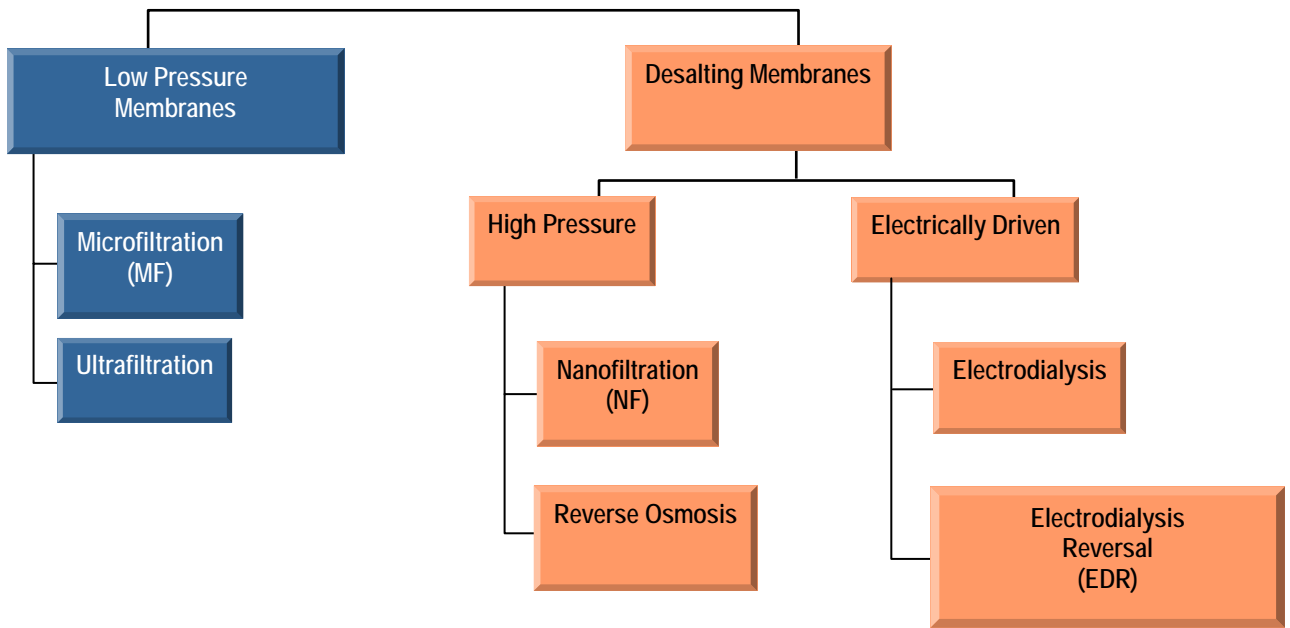 Low Pressure
Membranes
Desalting Membranes
High Pressure
Electrically Driven
Microfiltration
(MF)
Ultrafiltration
Nanofiltration
(NF)
Electrodialysis
Reverse Osmosis
Electrodialysis
Reversal
(EDR)